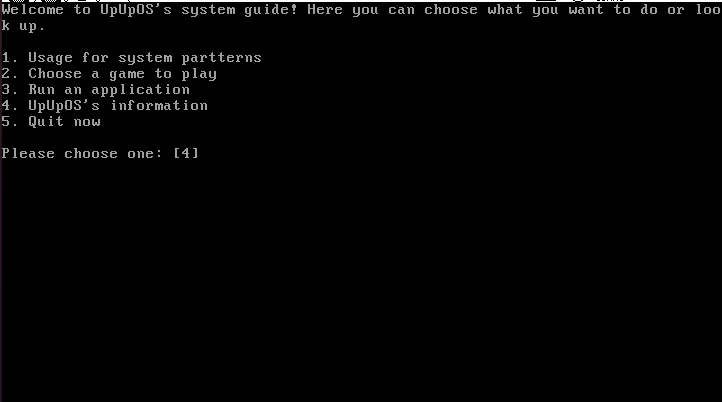 Welcome to UpUpOS's system guide! Here you can choose what you want to do or loo
k up.
1. Usage for system partterns
2. Choose a game to play
3. Run an application
4. UpUpOS's information
5. Quit now
Please choose one: [4]